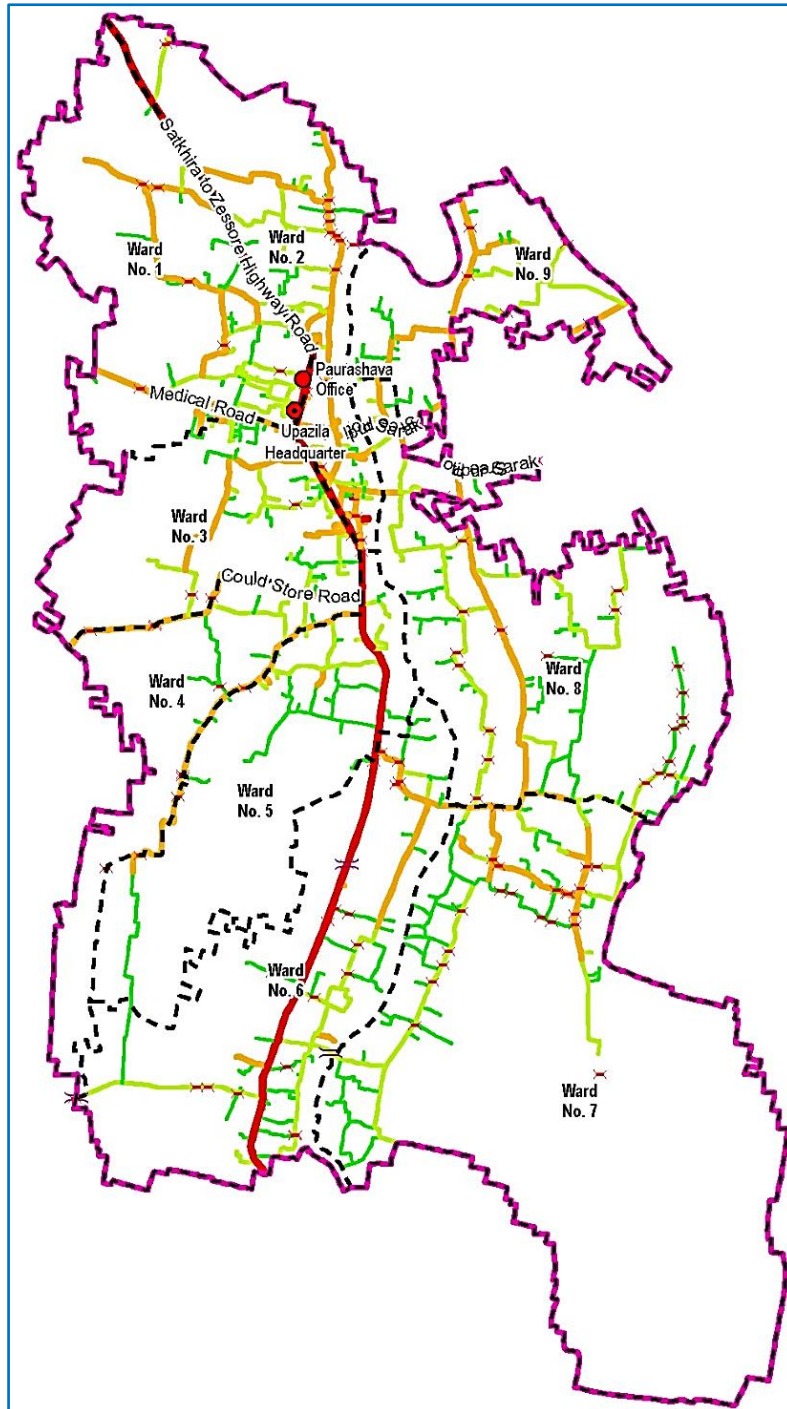 Satkhira to Zessore Highway Road
Ward
No. 1
Ward
No. 2
Ward
No. 9
Paurashava
Office
Medical Road
Upazila
Headquarter
Sarak
Sarak
Ward
No. 3
Could Store Road
Ward
No. 4
Ward
No. 8
Ward
No. 5
Ward
No. 6
Ward
No. 7